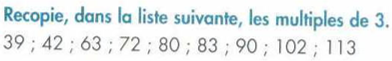 Recopie, dans la liste suivante, les multiples de 3.
39 ; 42 ; 63 ; 72 ; 80 ; 83 ; 90 ; 102 ; 113